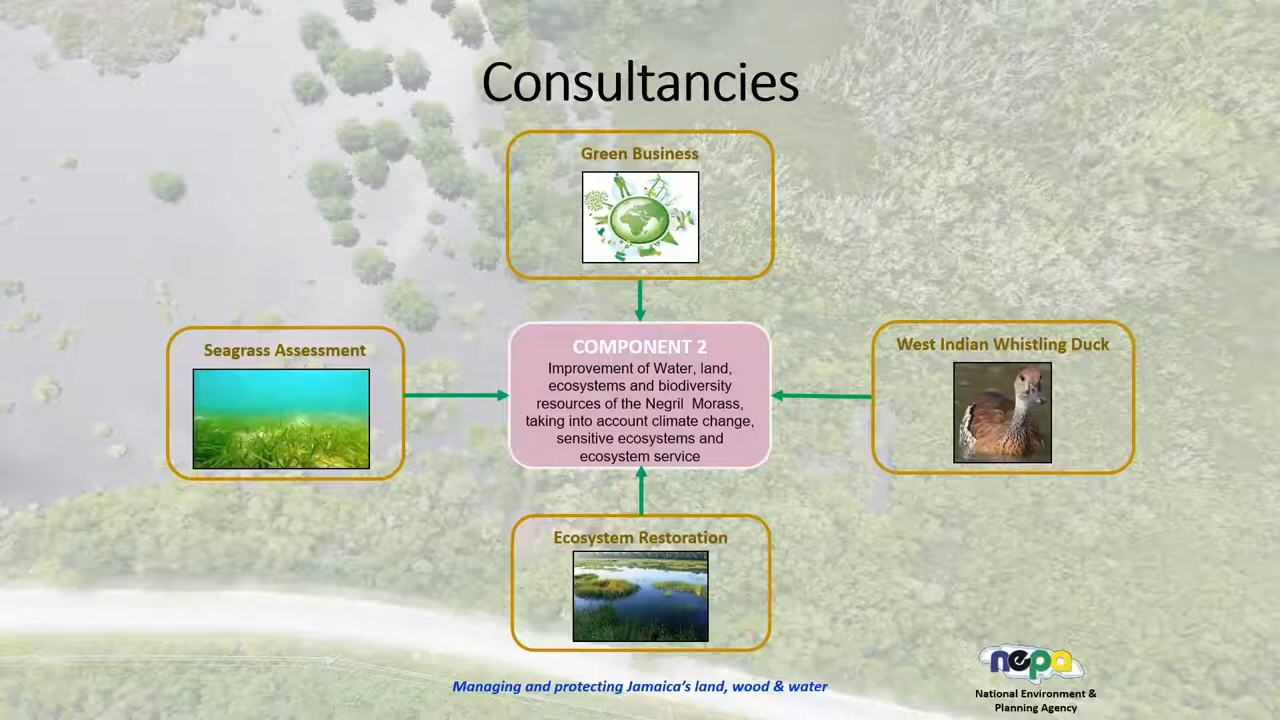 Consultancies
Green Business
Seagrass Assessment
COMPONENT 2
Improvement of Water, land,
ecosystems and biodiversity
resources of the Negril Morass,
taking into account climate change,
sensitive ecosystems and
ecosystem service
West Indian Whistling Duck
Ecosystem Restoration
Managing and protecting Jamaica's land, wood & water
nepa
National Environment &
Planning Agency